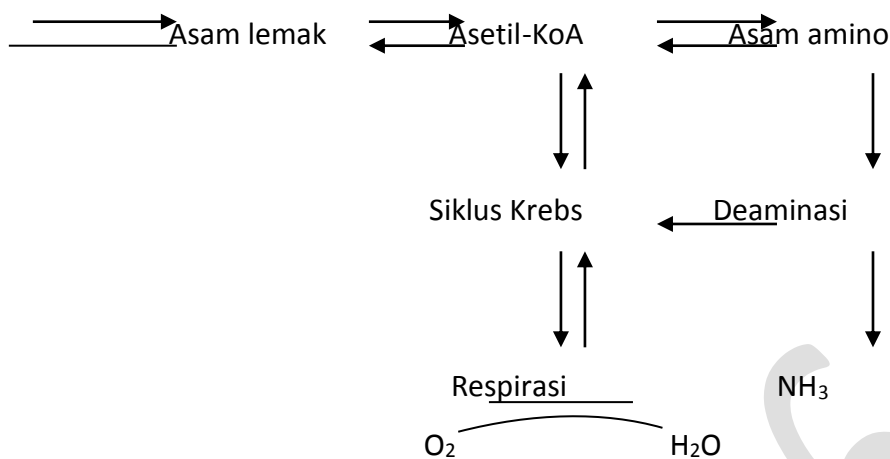 Asam lemak Asetil-KoA Asam amino
Siklus Krebs Deaminasi
Respirasi NH₃
O₂ H₂O